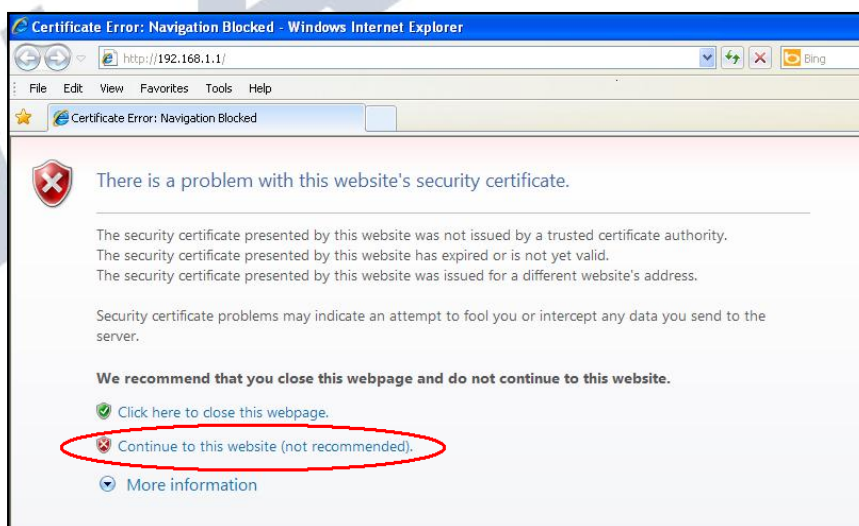 Certificate Error: Navigation Blocked - Windows Internet Explorer
http://192.168.1.1/
Bing
File Edit View Favorites Tools Help
Certificate Error: Navigation Blocked
There is a problem with this website's security certificate.
The security certificate presented by this website was not issued by a trusted certificate authority.
The security certificate presented by this website has expired or is not yet valid.
The security certificate presented by this website was issued for a different website's address.
Security certificate problems may indicate an attempt to fool you or intercept any data you send to the
server.
We recommend that you close this webpage and do not continue to this website.
Click here to close this webpage.
Continue to this website (not recommended).
More information